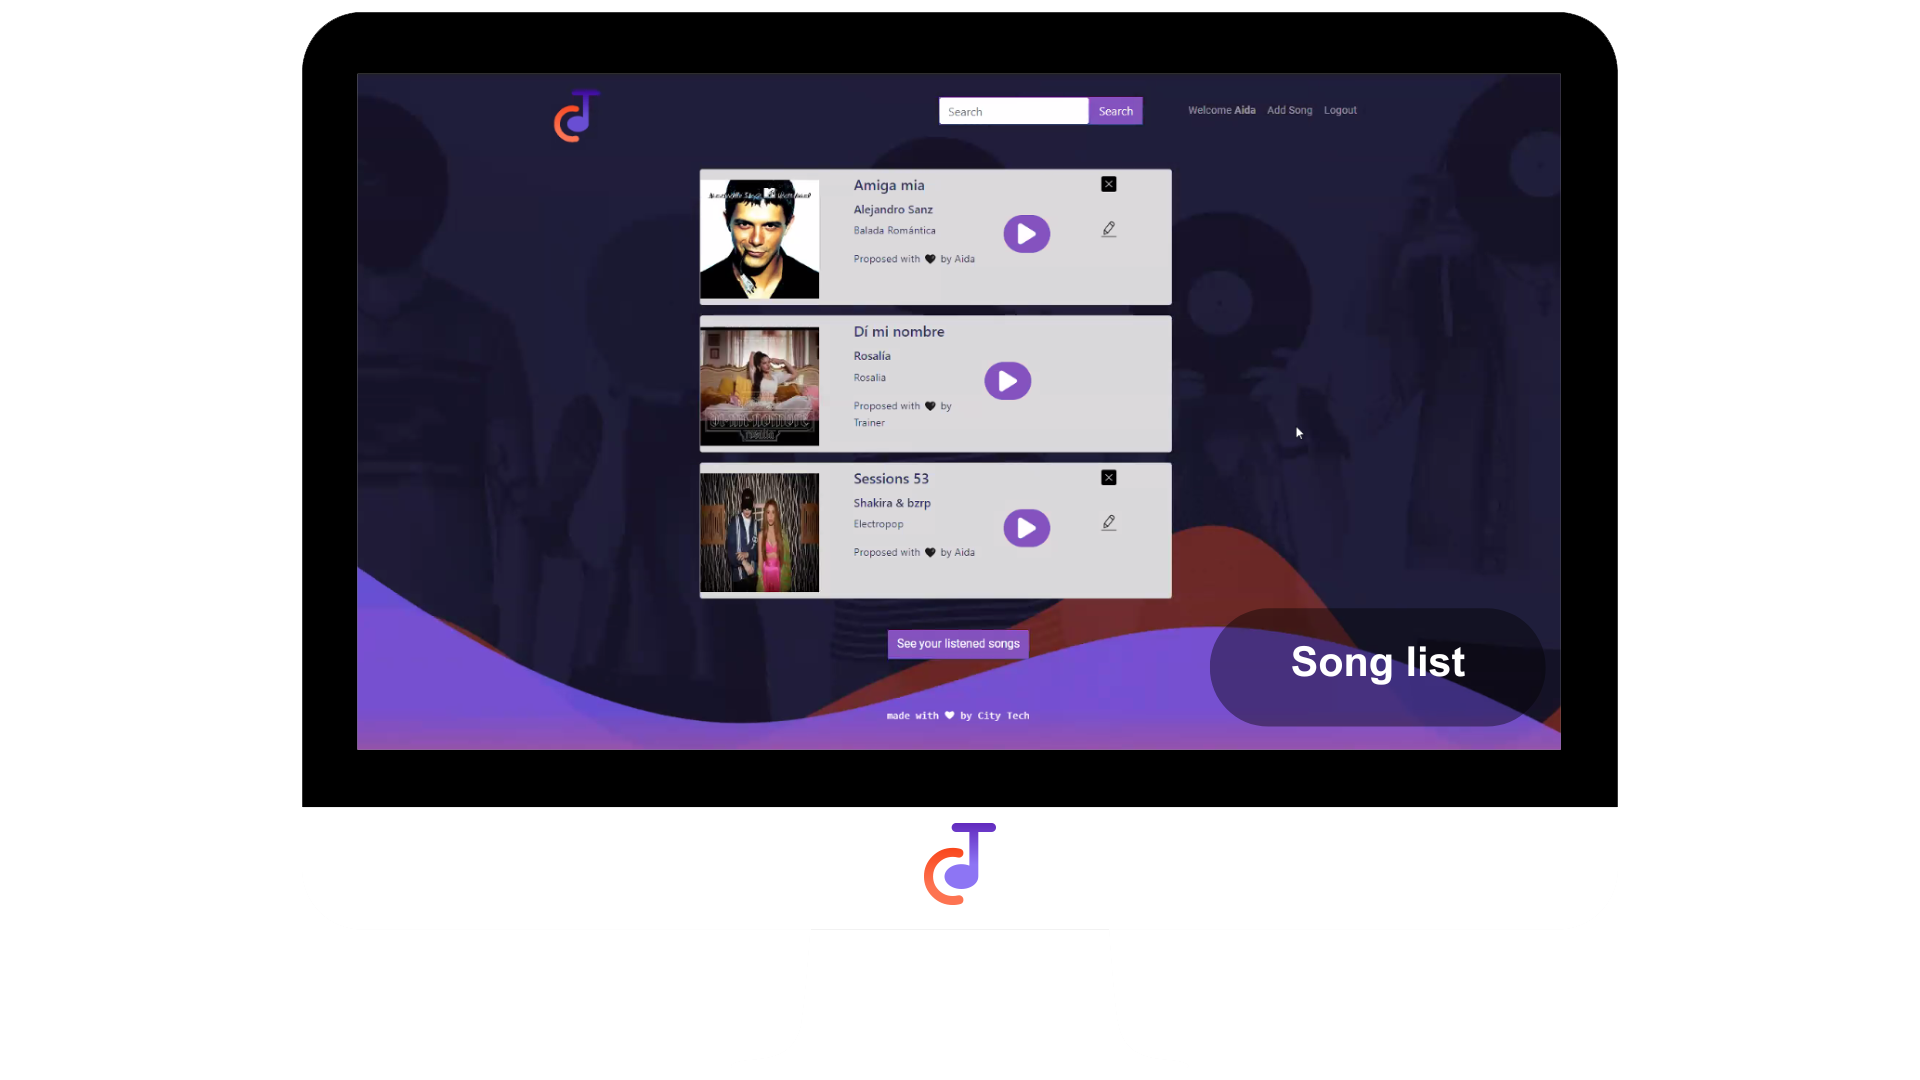 Search
Search
Welcome Aida
Add Song
Logout
Amiga mia
Alejandro Sanz
Balada Romántica
Proposed with 🖤 by Aida
Dí mi nombre
Rosalía
Rosalia
Proposed with 🖤 by
Trainer
Sessions 53
Shakira & bzrp
Electropop
Proposed with 🖤 by Aida
See your listened songs
Song list
made with 🤍 by City Tech